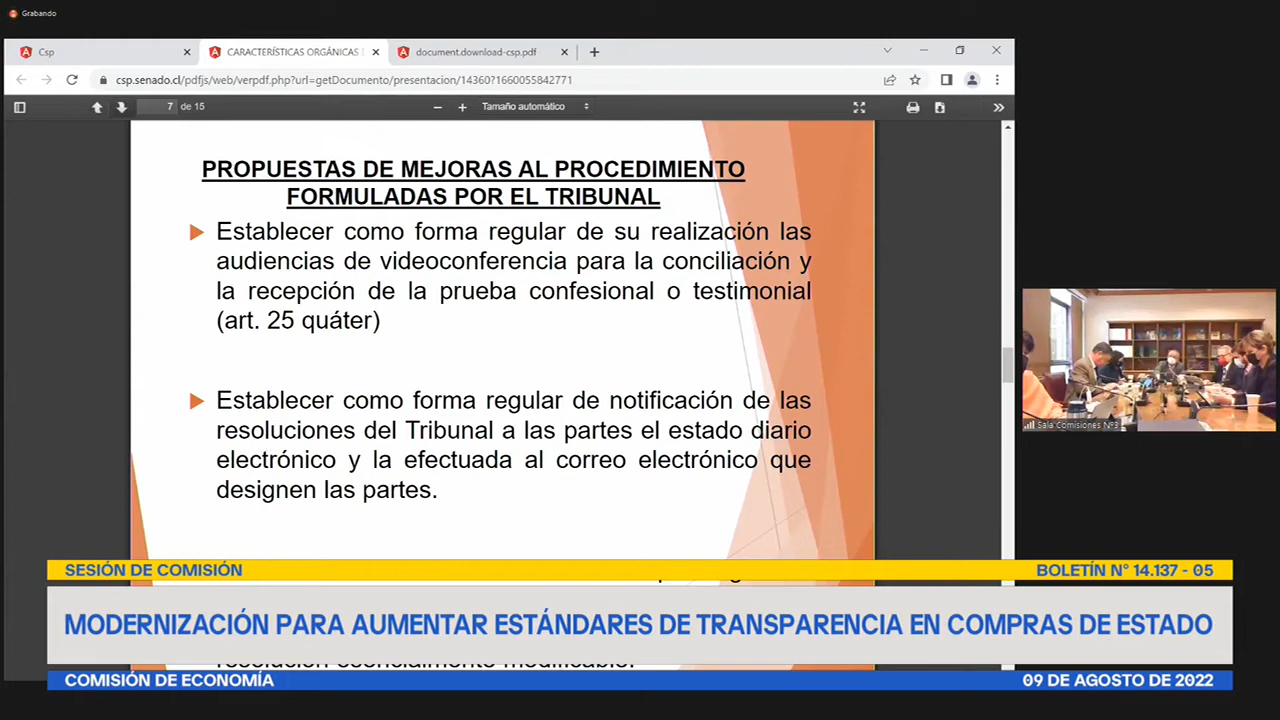 Grabando
Csp
CARACTERÍSTICAS ORGÁNICAS
document.download-csp.pdf
csp.senado.cl/pdfjs/web/verpdf.php?url=getDocumento/presentacion/14360?1660055842771
7 de 15
Tamaño automático
PROPUESTAS DE MEJORAS AL PROCEDIMIENTO
FORMULADAS POR EL TRIBUNAL
Establecer como forma regular de su realización las
audiencias de videoconferencia para la conciliación y
la recepción de la prueba confesional o testimonial
(art. 25 quáter)
Establecer como forma regular de notificación de las
resoluciones del Tribunal a las partes el estado diario
electrónico y la efectuada al correo electrónico que
designen las partes.
Sala Comisiones Nº3
SESIÓN DE COMISIÓN
BOLETÍN N° 14.137 - 05
MODERNIZACIÓN PARA AUMENTAR ESTÁNDARES DE TRANSPARENCIA EN COMPRAS DE ESTADO
resolución esencialmente modificable.
COMISIÓN DE ECONOMÍA
09 DE AGOSTO DE 2022